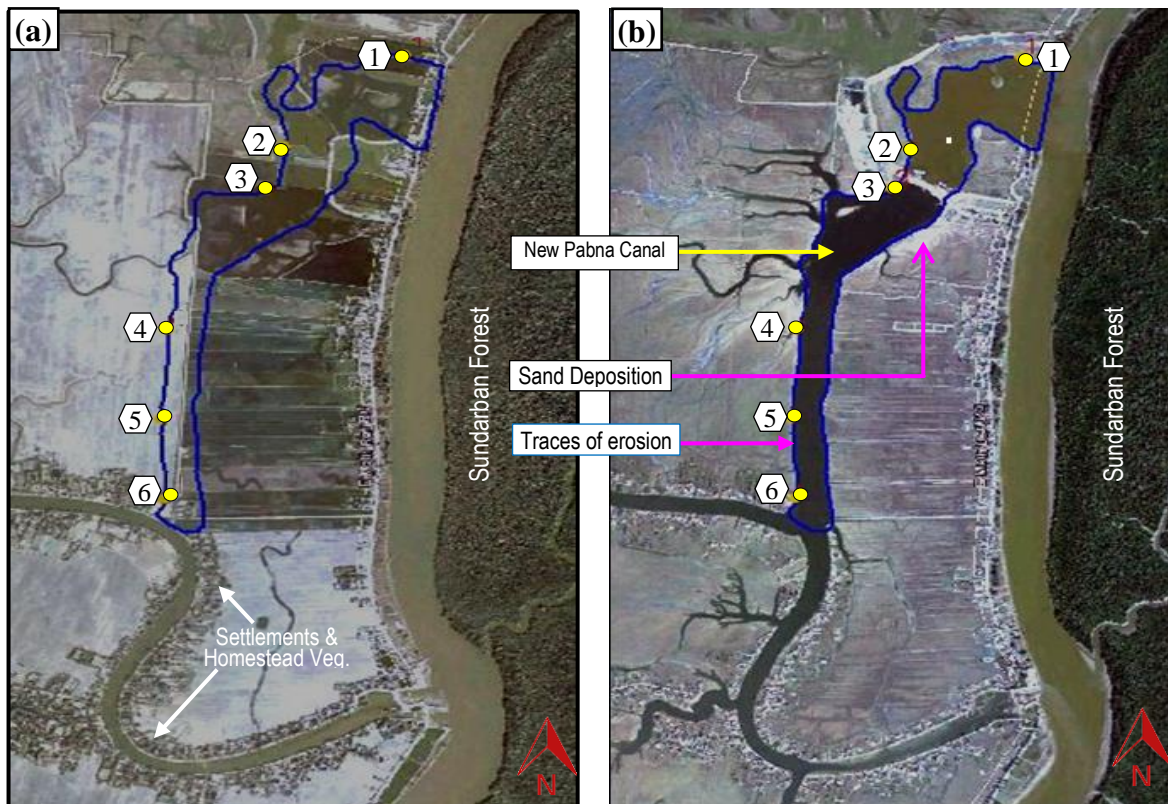 (a)
1
2
3
4
5
6
Sundarban Forest
Settlements &
Homestead Veg.
N
(b)
1
2
3
New Pabna Canal
4
Sand Deposition
5
Traces of erosion
6
Sundarban Forest
N